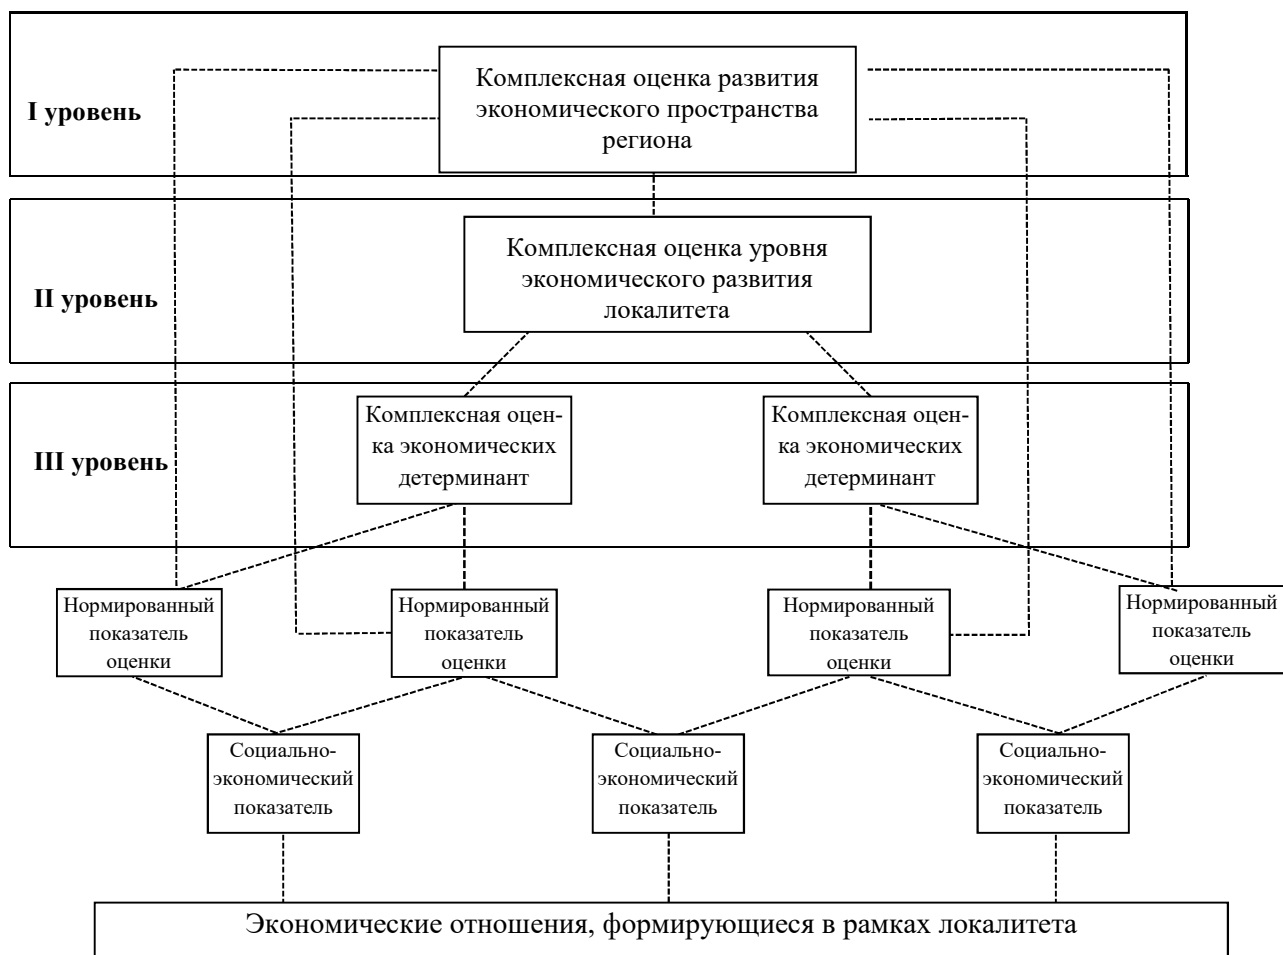 I уровень
Комплексная оценка развития
экономического пространства
региона
II уровень
Комплексная оценка уровня
экономического развития
локалитета
III уровень
Комплексная оцен-
ка экономических
детерминант
Комплексная оцен-
ка экономических
детерминант
Нормированный
показатель
оценки
Нормированный
показатель
оценки
Нормированный
показатель
оценки
Нормированный
показатель
оценки
Социально-
экономический
показатель
Социально-
экономический
показатель
Социально-
экономический
показатель
Экономические отношения, формирующиеся в рамках локалитета